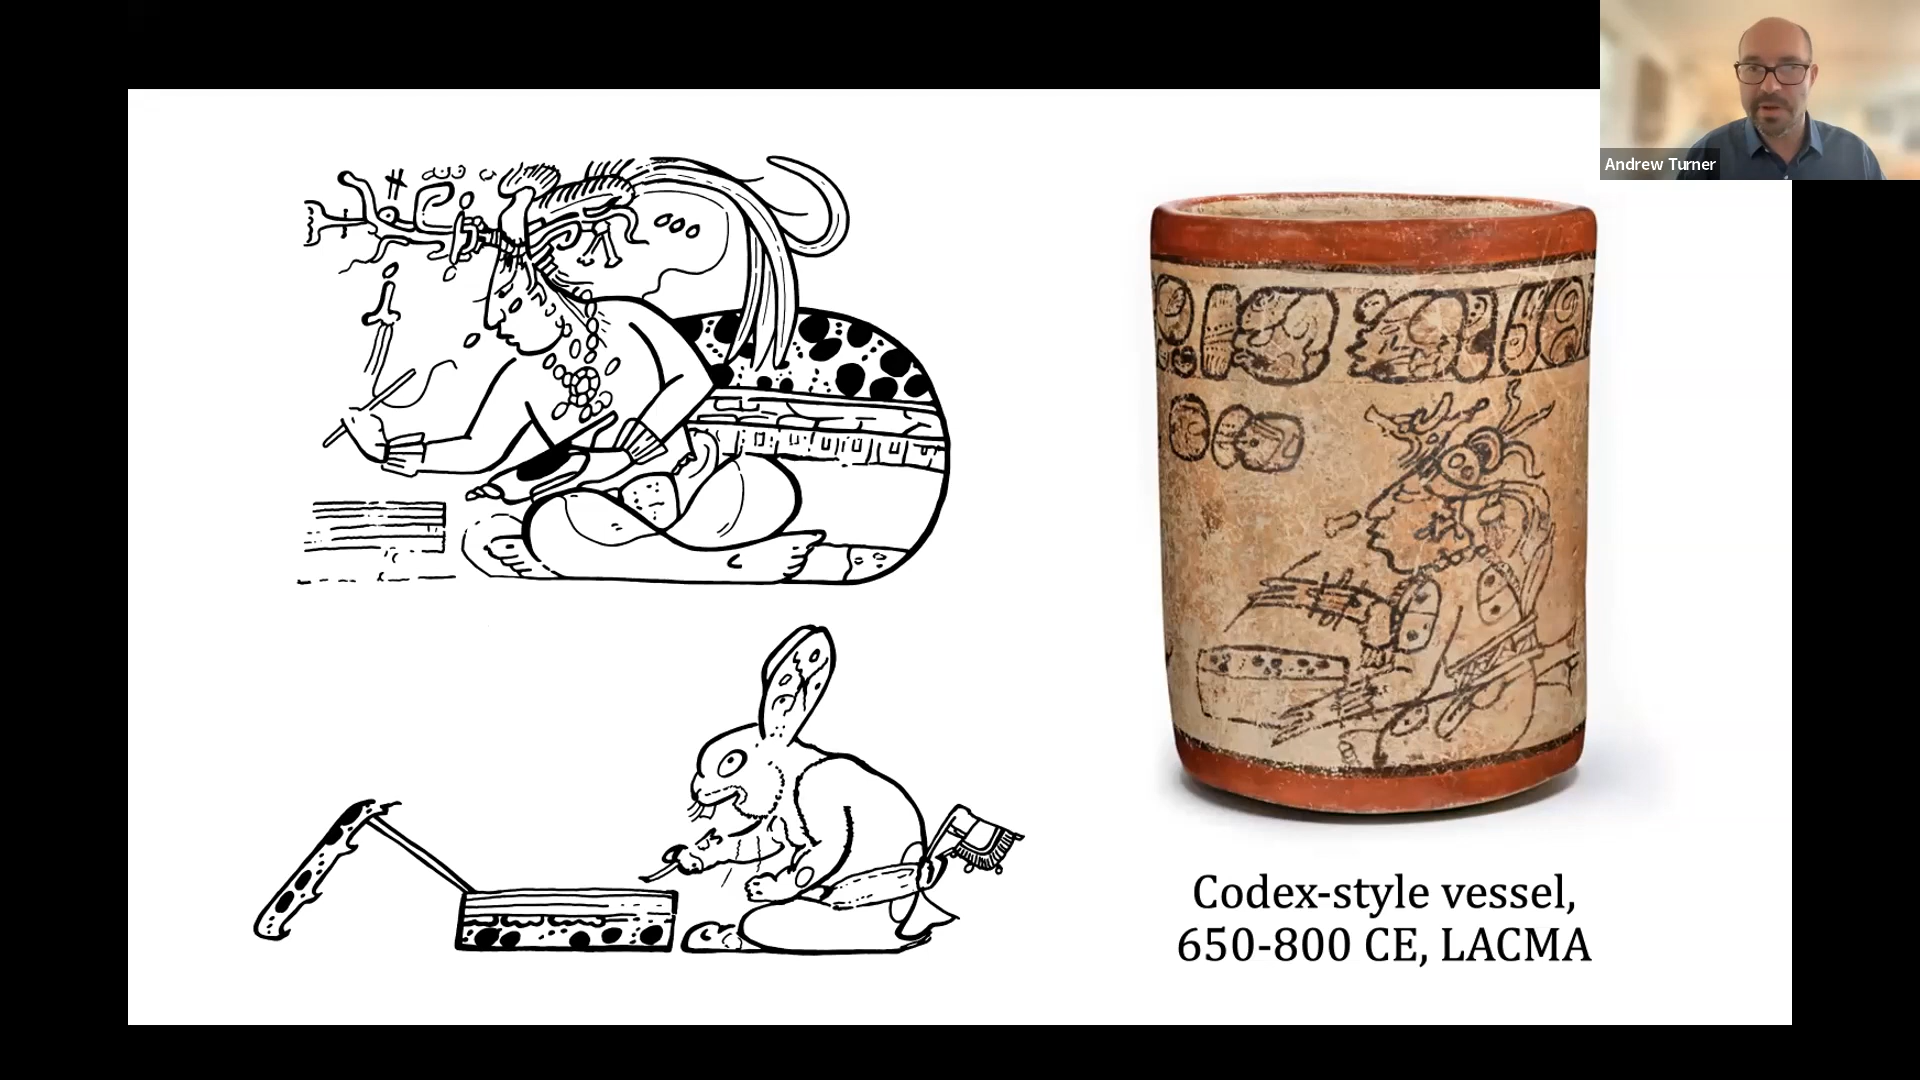 Andrew Turner
Codex-style vessel,
650-800 CE, LACMA